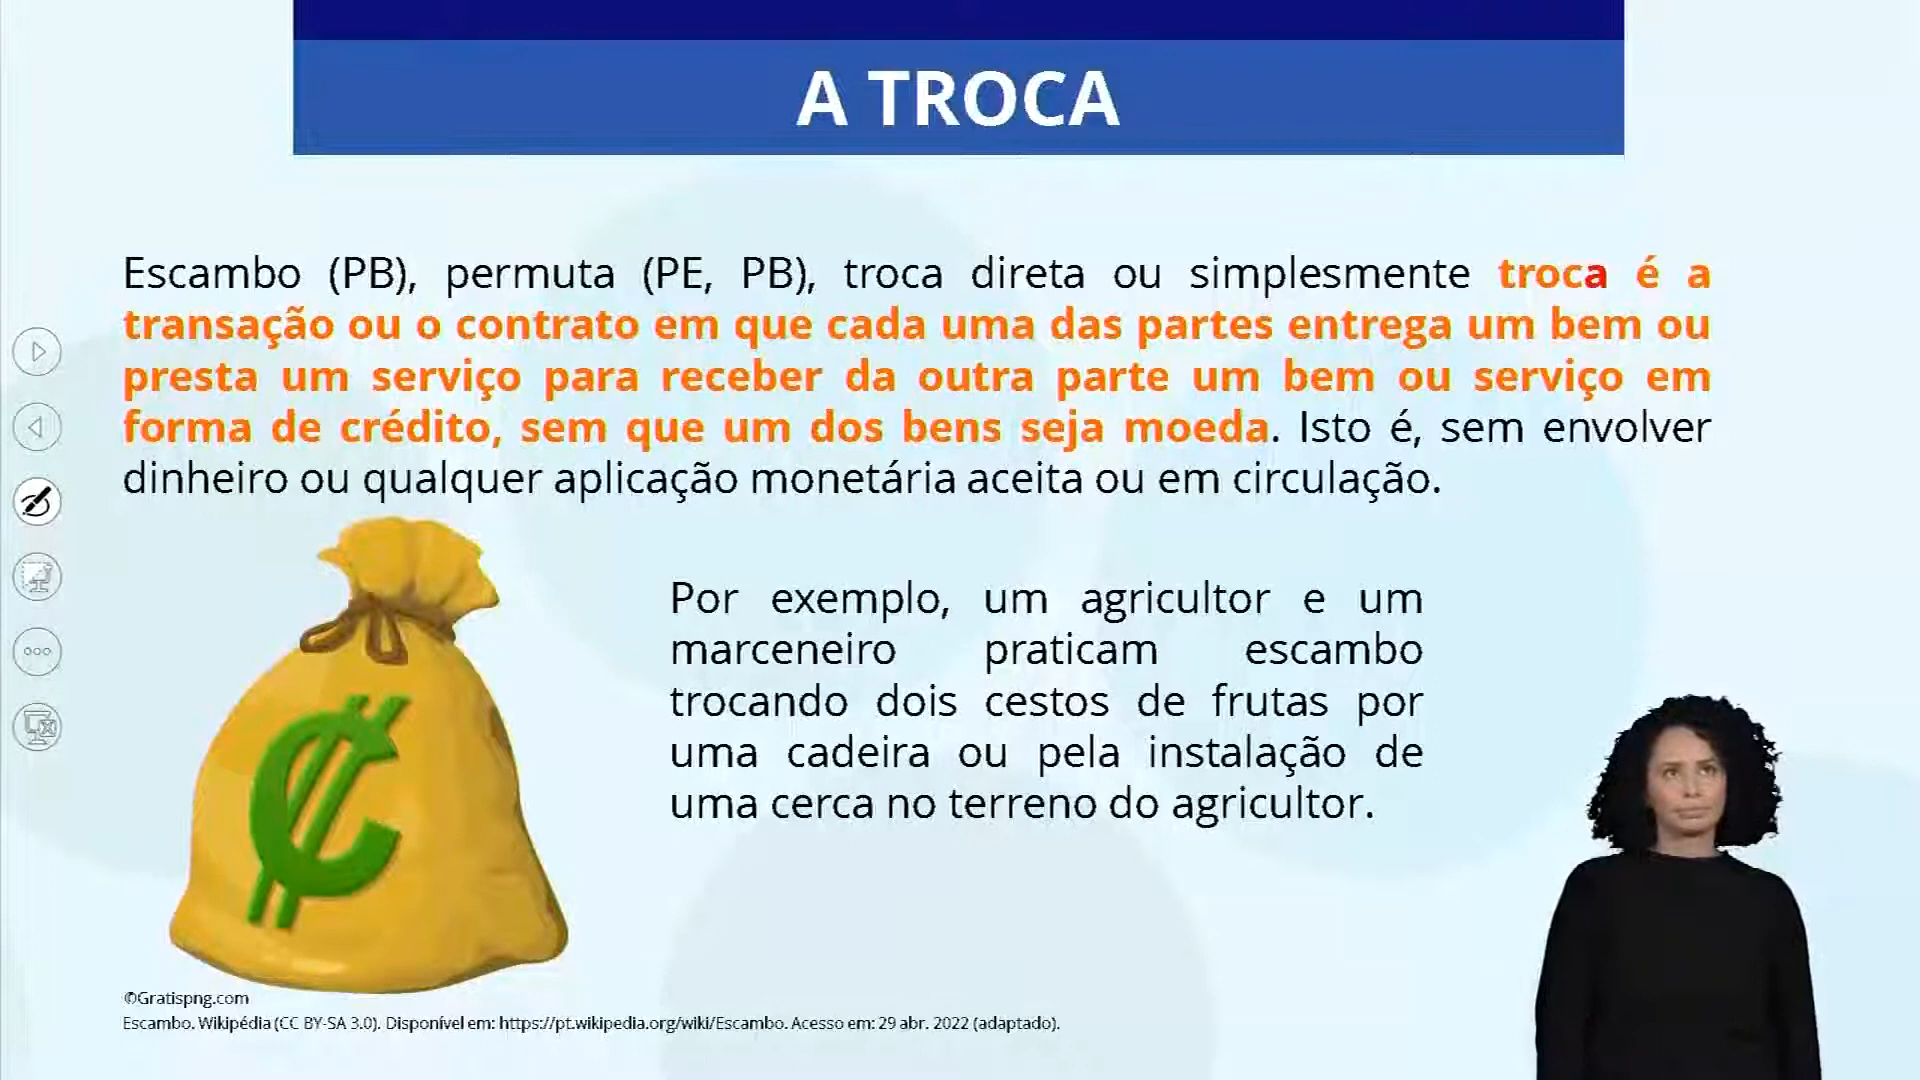 A TROCA
Escambo (PB), permuta (PE, PB), troca direta ou simplesmente troca é a
transação ou o contrato em que cada uma das partes entrega um bem ou
presta um serviço para receber da outra parte um bem ou serviço em
forma de crédito, sem que um dos bens seja moeda. Isto é, sem envolver
dinheiro ou qualquer aplicação monetária aceita ou em circulação.
Por exemplo, um agricultor e um
marceneiro praticam escambo
trocando dois cestos de frutas por
uma cadeira ou pela instalação de
uma cerca no terreno do agricultor.
©Gratispng.com
Escambo. Wikipédia (CC BY-SA 3.0). Disponível em: https://pt.wikipedia.org/wiki/Escambo. Acesso em: 29 abr. 2022 (adaptado).